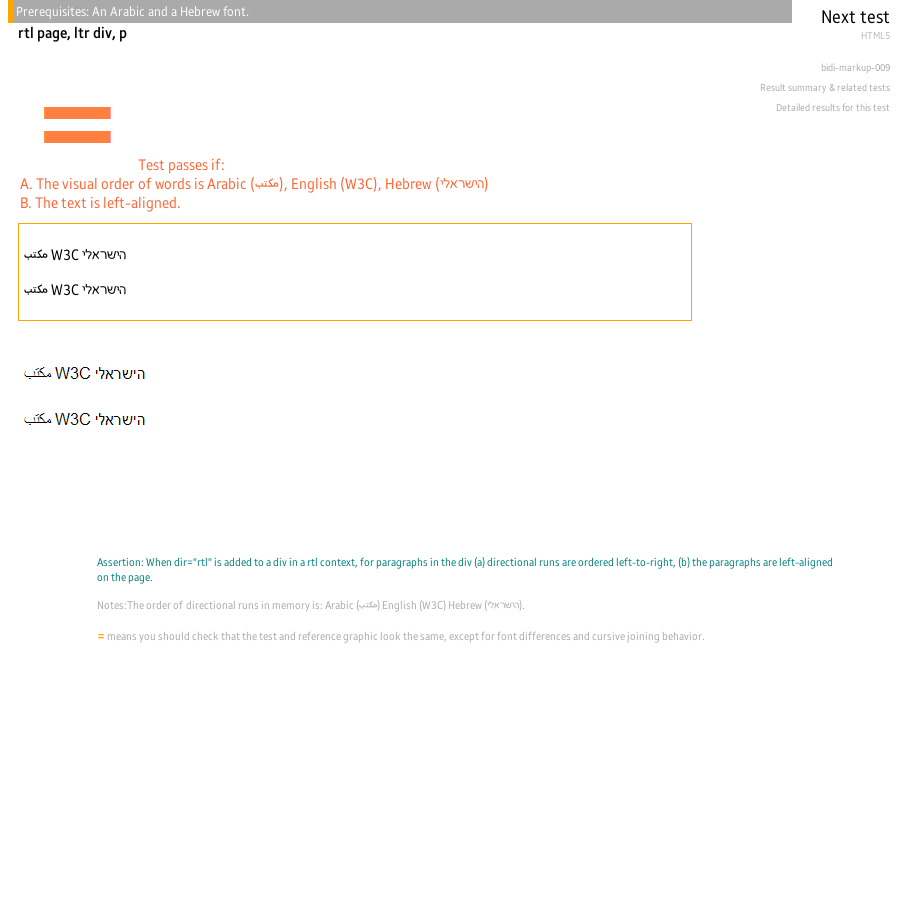 Prerequisites: An Arabic and a Hebrew font.
Next test
rtl page, ltr div, p
HTML5
bidi-markup-009
Result summary & related tests
Detailed results for this test
Test passes if:
A. The visual order of words is Arabic (مكتب), English (W3C), Hebrew (הישראלי)
B. The text is left-aligned.
مكتب W3C הישראלי
مكتب W3C הישראלי
مكتب W3C הישראלי
مكتب W3C הישראלי
Assertion: When dir="rtl" is added to a div in a rtl context, for paragraphs in the div (a) directional runs are ordered left-to-right, (b) the paragraphs are left-aligned
on the page.
Notes:The order of directional runs in memory is: Arabic (مكتب) English (W3C) Hebrew (הישראלי).
= means you should check that the test and reference graphic look the same, except for font differences and cursive joining behavior.